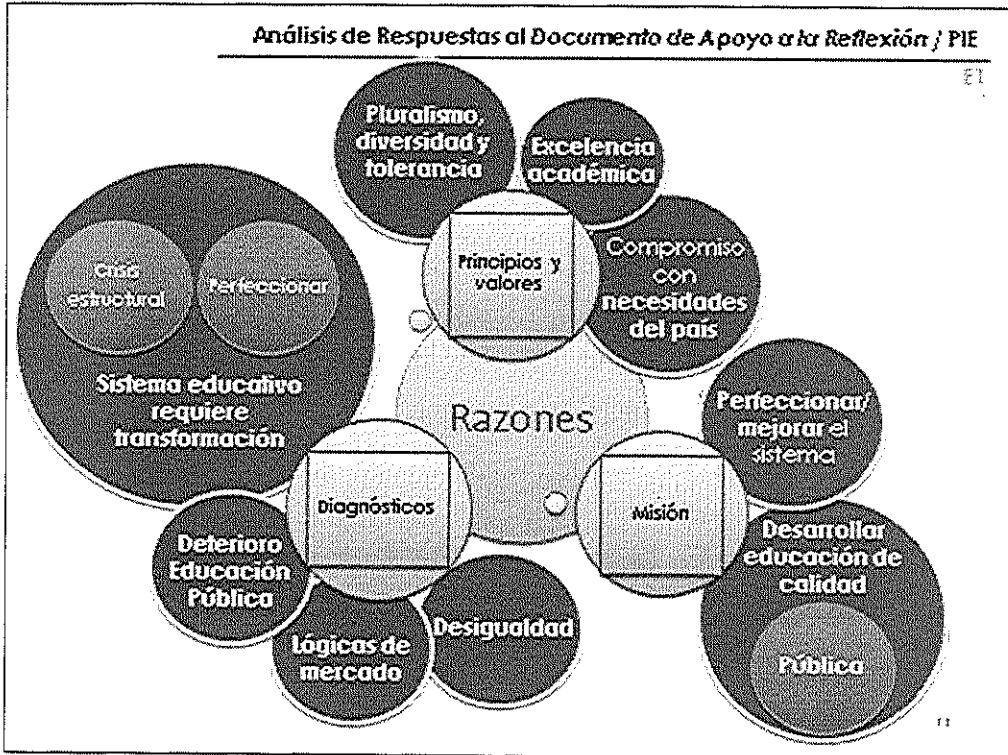 Análisis de Respuestas al Documento de Apoyo a la Reflexión / PIE
Pluralismo,
diversidad y
tolerancia
Excelencia
académica
Principios y
valores
Compromiso
con
necesidades
del país
Crisis
estructural
Perfeccionar
Sistema educativo
requiere
transformación
Razones
Perfeccionar/
mejorar el
sistema
Diagnósticos
Misión
Desarrollar
educación de
calidad
Pública
Deterioro
Educación
Pública
Lógicas de
mercado
Desigualdad